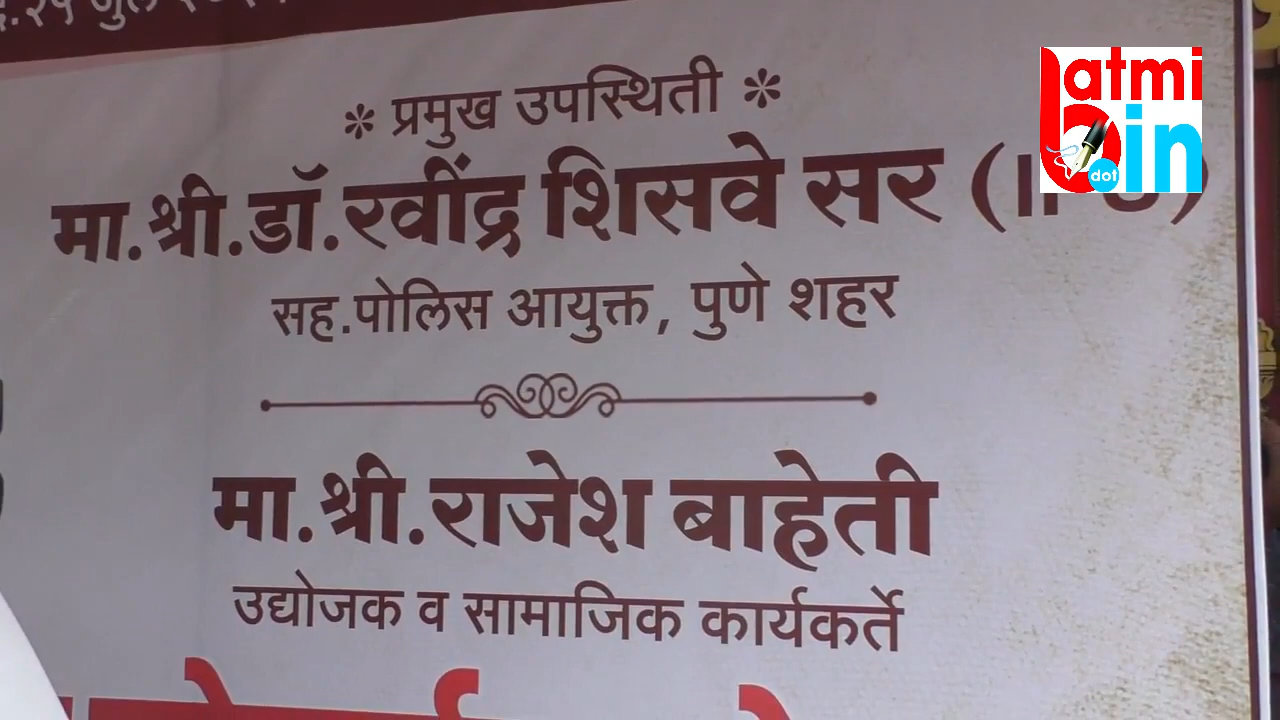 * प्रमुख उपस्थिती *
मा.श्री.डॉ.रवींद्र शिसवे सर
सह.पोलिस आयुक्त, पुणे शहर
मा.श्री.राजेश बाहेती
उद्योजक व सामाजिक कार्यकर्ते
batmi
dot in